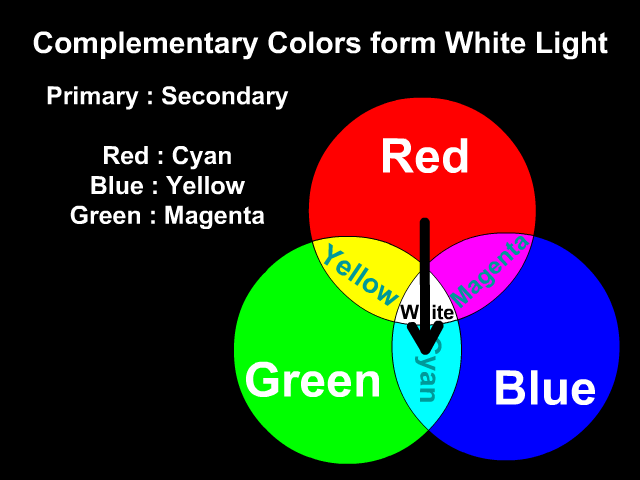 Complementary Colors form White Light
Primary : Secondary
Red : Cyan
Blue : Yellow
Green : Magenta
Red
Yellow
Magenta
White
Cyan
Green
Blue